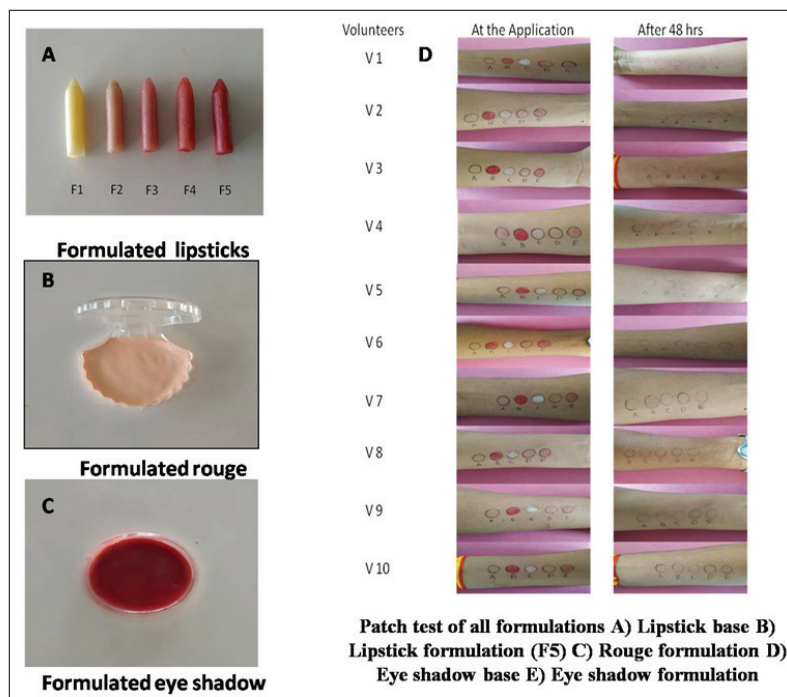 A
F1 F2 F3 F4 F5
Formulated lipsticks
B
Formulated rouge
C
Formulated eye shadow
Volunteers
D
At the Application
After 48 hrs
V 1
V 2
V 3
V 4
V 5
V 6
V 7
V 8
V 9
V 10
Patch test of all formulations A) Lipstick base B)
Lipstick formulation (F5) C) Rouge formulation D)
Eye shadow base E) Eye shadow formulation